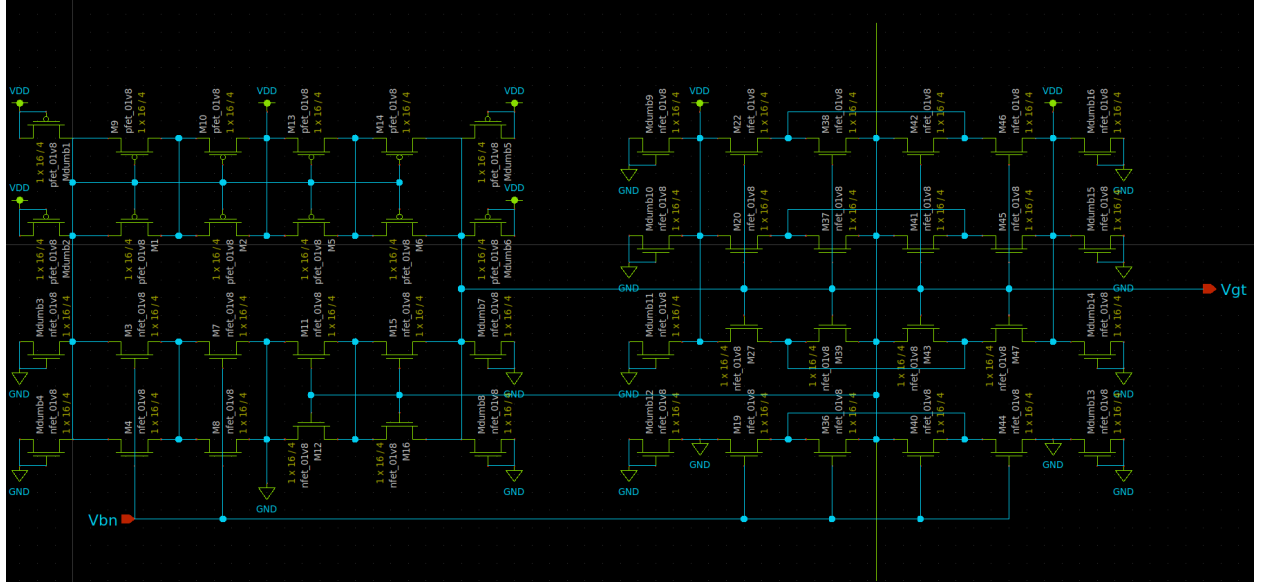 VDD
VDD
VDD
VDD
VDD
M9
pfet_01v8
1 x 16 / 4
M10
pfet_01v8
1 x 16 / 4
M13
pfet_01v8
1 x 16 / 4
M14
pfet_01v8
1 x 16 / 4
Mdumb9
nfet_01v8
1 x 16 / 4
M22
nfet_01v8
1 x 16 / 4
M38
nfet_01v8
1 x 16 / 4
M42
nfet_01v8
1 x 16 / 4
M46
nfet_01v8
1 x 16 / 4
Mdumb16
nfet_01v8
1 x 16 / 4
1 x 16 / 4
pfet_01v8
Mdumb1
1 x 16 / 4
pfet_01v8
Mdumb5
VDD
VDD
GND
GND
Mdumb10
nfet_01v8
1 x 16 / 4
M20
nfet_01v8
1 x 16 / 4
M37
nfet_01v8
1 x 16 / 4
M41
nfet_01v8
1 x 16 / 4
M45
nfet_01v8
1 x 16 / 4
Mdumb15
nfet_01v8
1 x 16 / 4
1 x 16 / 4
pfet_01v8
Mdumb2
1 x 16 / 4
pfet_01v8
M1
1 x 16 / 4
pfet_01v8
M2
1 x 16 / 4
pfet_01v8
M5
1 x 16 / 4
pfet_01v8
M6
1 x 16 / 4
pfet_01v8
Mdumb6
GND
GND
Vgt
Mdumb3
nfet_01v8
1 x 16 / 4
M3
nfet_01v8
1 x 16 / 4
M7
nfet_01v8
1 x 16 / 4
M11
nfet_01v8
1 x 16 / 4
M15
nfet_01v8
1 x 16 / 4
Mdumb7
nfet_01v8
1 x 16 / 4
Mdumb11
nfet_01v8
1 x 16 / 4
1 x 16 / 4
nfet_01v8
M27
1 x 16 / 4
nfet_01v8
M39
1 x 16 / 4
nfet_01v8
M43
1 x 16 / 4
nfet_01v8
M47
Mdumb14
nfet_01v8
1 x 16 / 4
GND
GND
GND
GND
Mdumb4
nfet_01v8
1 x 16 / 4
M4
nfet_01v8
1 x 16 / 4
M8
nfet_01v8
1 x 16 / 4
1 x 16 / 4
nfet_01v8
M12
1 x 16 / 4
nfet_01v8
M16
Mdumb8
nfet_01v8
1 x 16 / 4
Mdumb12
nfet_01v8
1 x 16 / 4
M19
nfet_01v8
1 x 16 / 4
M36
nfet_01v8
1 x 16 / 4
M40
nfet_01v8
1 x 16 / 4
M44
nfet_01v8
1 x 16 / 4
Mdumb13
nfet_01v8
1 x 16 / 4
GND
GND
GND
GND
GND
GND
GND
Vbn